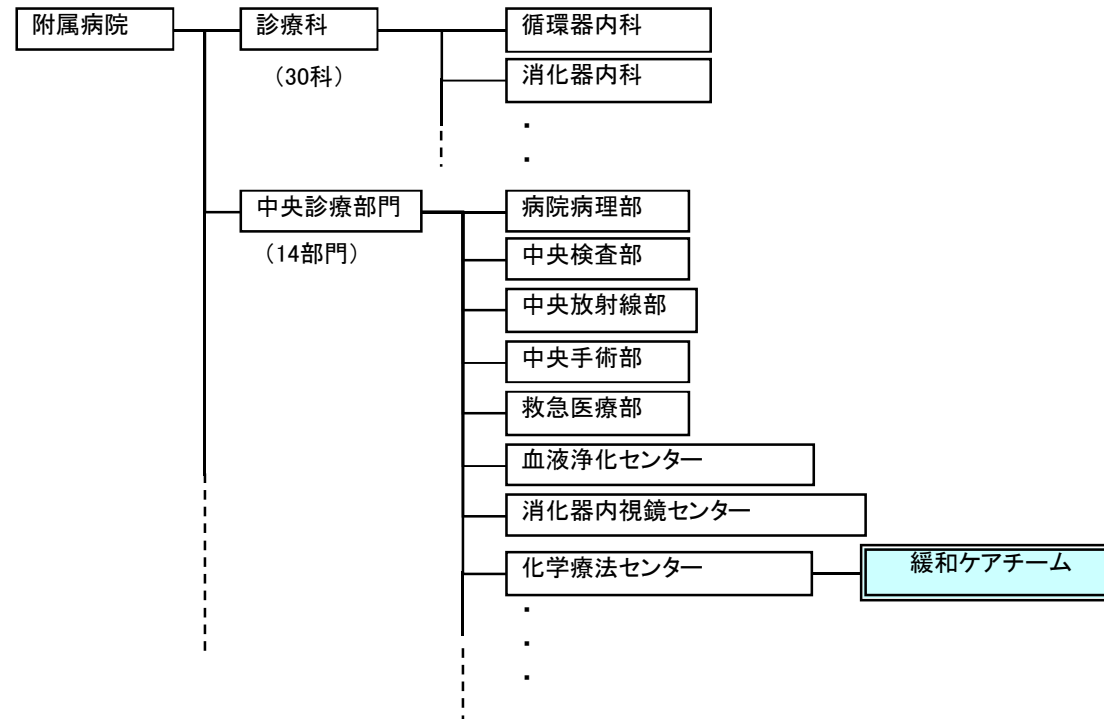 附属病院
診療科
循環器内科
（30科）
消化器内科
・
・
中央診療部門
病院病理部
（14部門）
中央検査部
中央放射線部
中央手術部
救急医療部
血液浄化センター
消化器内視鏡センター
化学療法センター
緩和ケアチーム
・
・
・